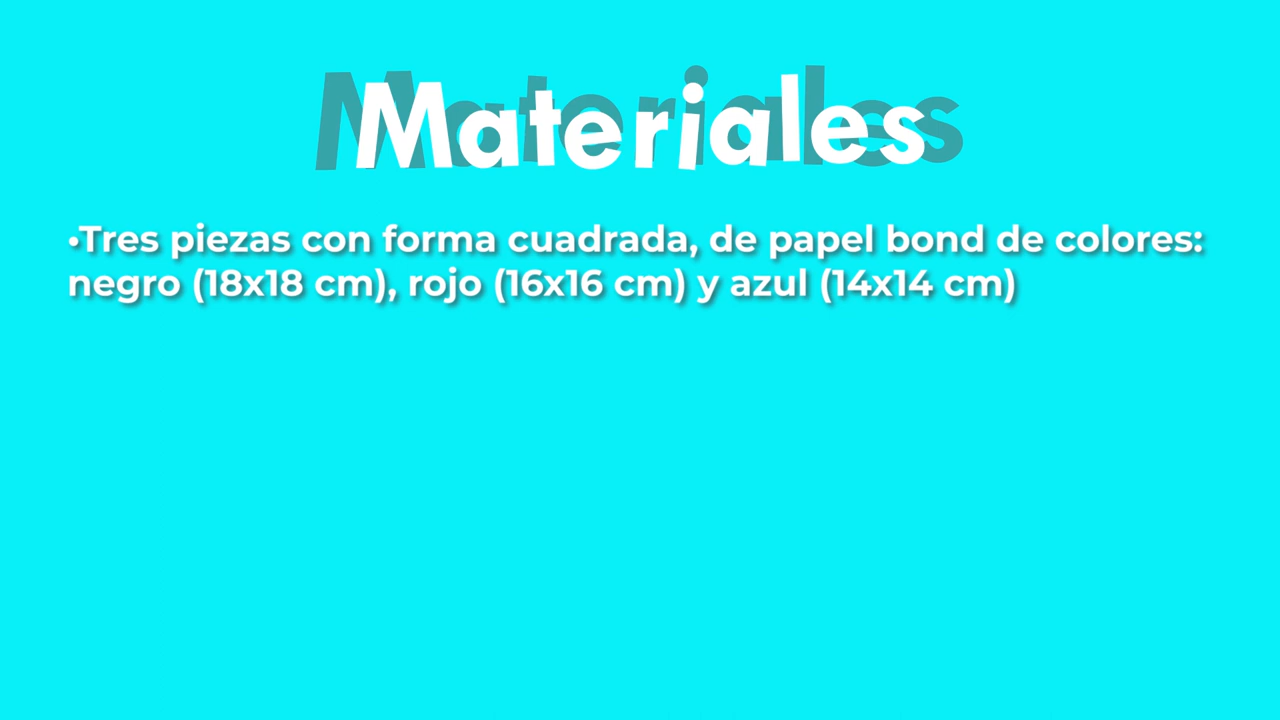 Materiales
•Tres piezas con forma cuadrada, de papel bond de colores:
negro (18x18 cm), rojo (16x16 cm) y azul (14x14 cm)